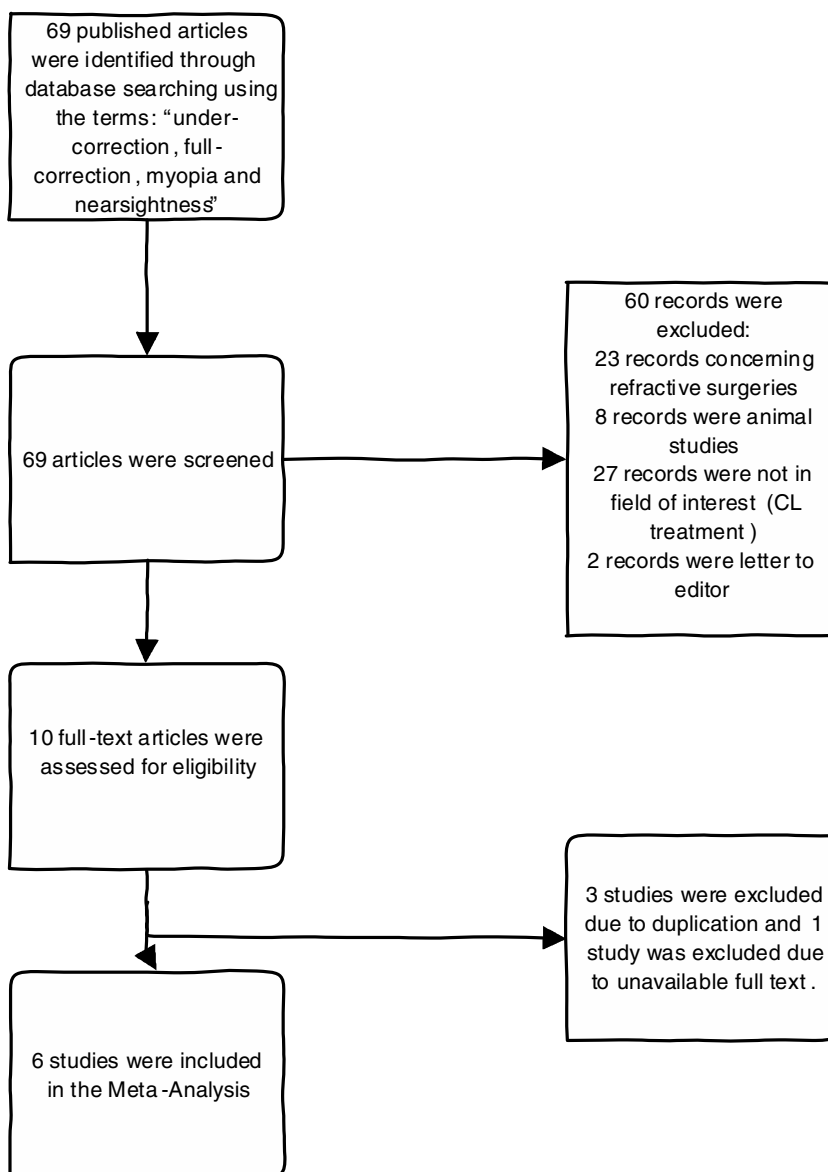 69 published articles
were identified through
database searching using
the terms: “under-
correction, full-
correction, myopia and
nearsightness”
60 records were
excluded:
23 records concerning
refractive surgeries
8 records were animal
studies
27 records were not in
field of interest (CL
treatment)
2 records were letter to
editor
69 articles were screened
10 full-text articles were
assessed for eligibility
3 studies were excluded
due to duplication and 1
study was excluded due
to unavailable full text.
6 studies were included
in the Meta-Analysis